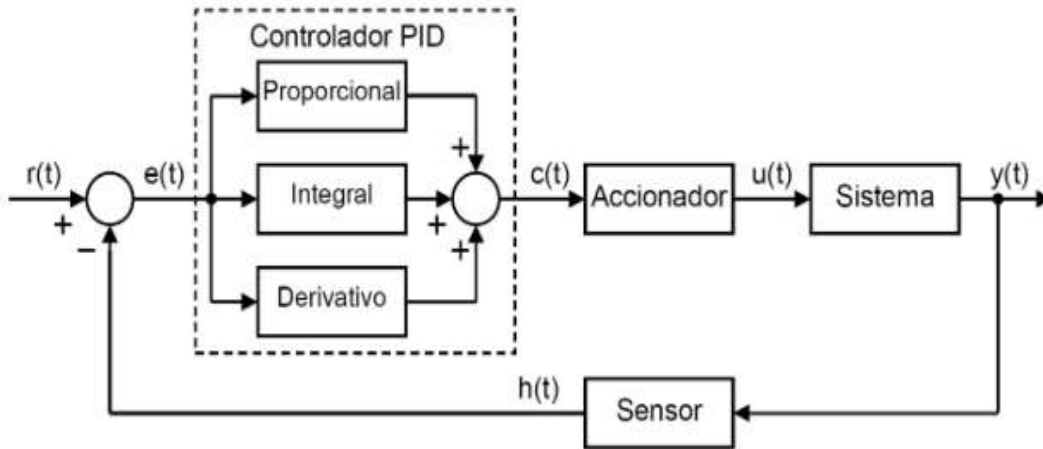 Controlador PID
Proporcional
+
r(t)
e(t)
Integral
c(t)
Accionador
u(t)
Sistema
y(t)
+
−
+
+
Derivativo
h(t)
Sensor